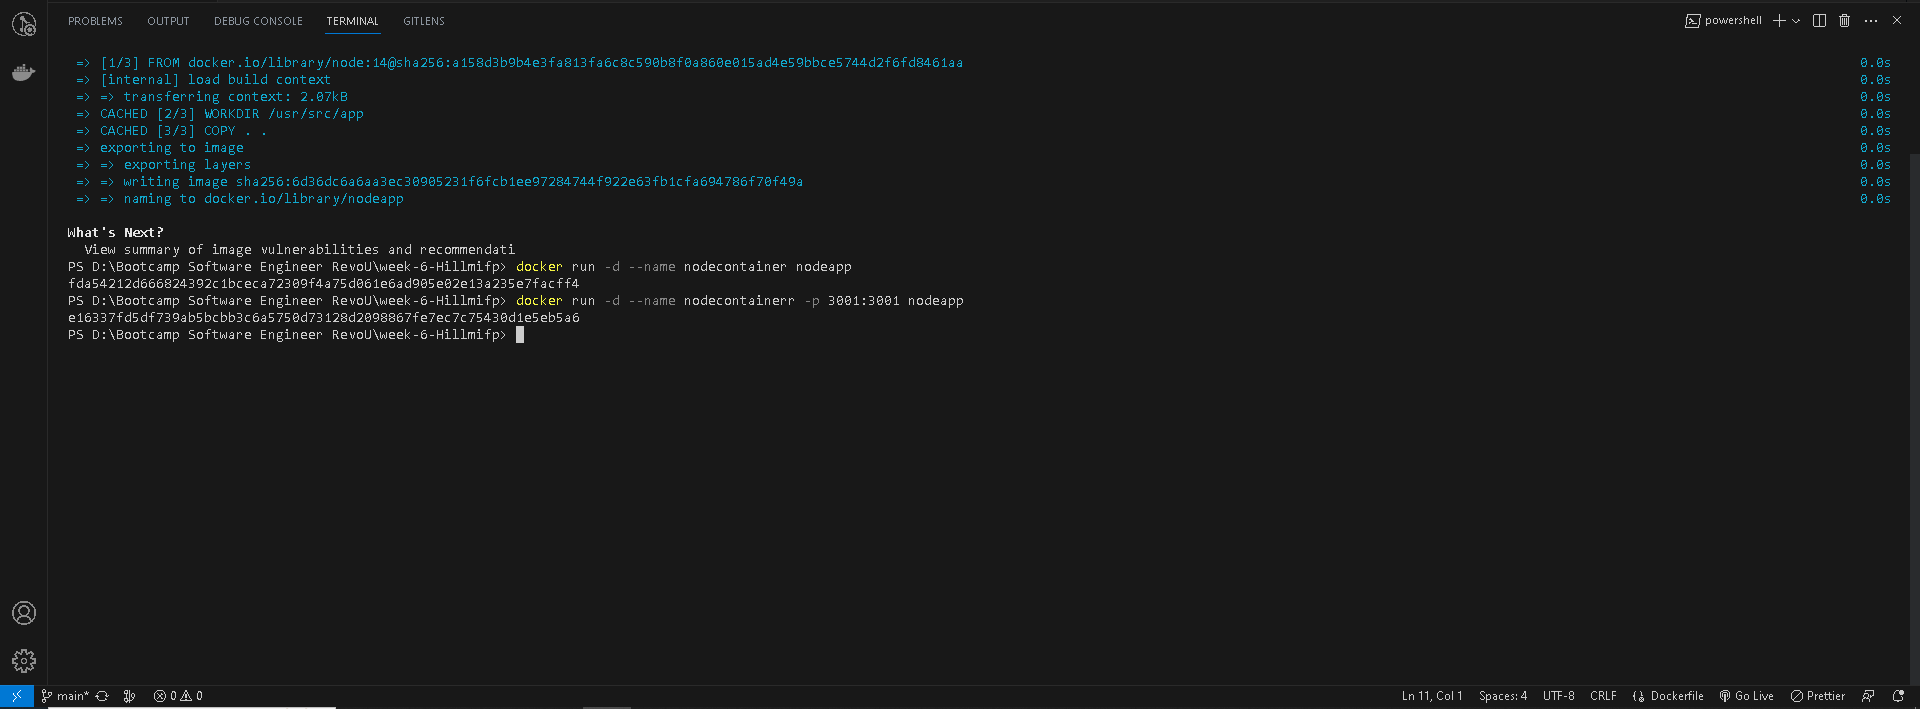 PROBLEMS OUTPUT DEBUG CONSOLE TERMINAL GITLENS powershell
=> [1/3] FROM docker.io/library/node:14@sha256:a158d3b9b4e3fa813fa6c8c590b8f0a860e015ad4e59bbce5744d2f6fd8461aa 0.0s
=> [internal] load build context 0.0s
=> => transferring context: 2.07kB 0.0s
=> CACHED [2/3] WORKDIR /usr/src/app 0.0s
=> CACHED [3/3] COPY . . 0.0s
=> exporting to image 0.0s
=> => exporting layers 0.0s
=> => writing image sha256:6d36dc6a6aa3ec30905231f6fcb1ee97284744f922e63fb1cfa694786f70f49a 0.0s
=> => naming to docker.io/library/nodeapp 0.0s
What's Next?
View summary of image vulnerabilities and recommendati
PS D:\Bootcamp Software Engineer RevoU\week-6-Hillmifp> docker run -d --name nodecontainer nodeapp
fda54212d666824392c1bceca72309f4a75d061e6ad905e02e13a235e7facff4
PS D:\Bootcamp Software Engineer RevoU\week-6-Hillmifp> docker run -d --name nodecontainerr -p 3001:3001 nodeapp
e16337fd5df739ab5bcbb3c6a5750d73128d2098867fe7ec7c75430d1e5eb5a6
PS D:\Bootcamp Software Engineer RevoU\week-6-Hillmifp>
main* 0 0 Ln 11, Col 1 Spaces: 4 UTF-8 CRLF Dockerfile Go Live Prettier